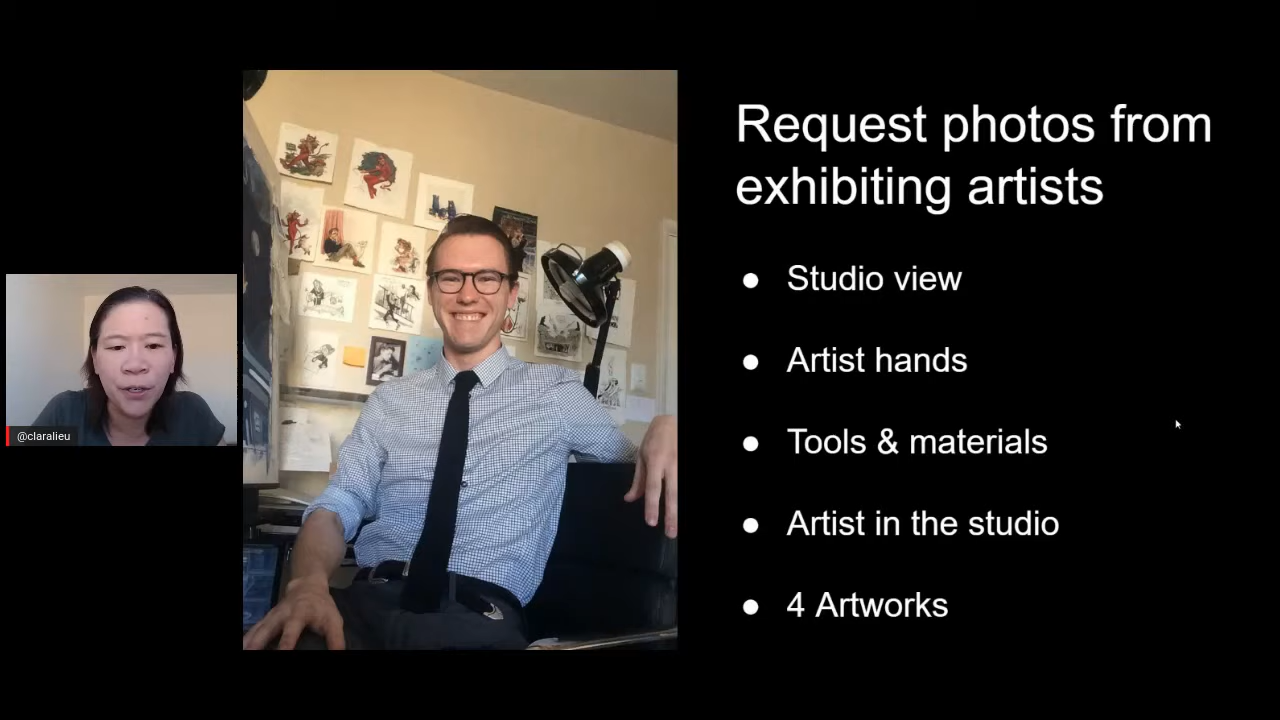 Request photos from
exhibiting artists
● Studio view
● Artist hands
● Tools & materials
● Artist in the studio
● 4 Artworks
@claralieu